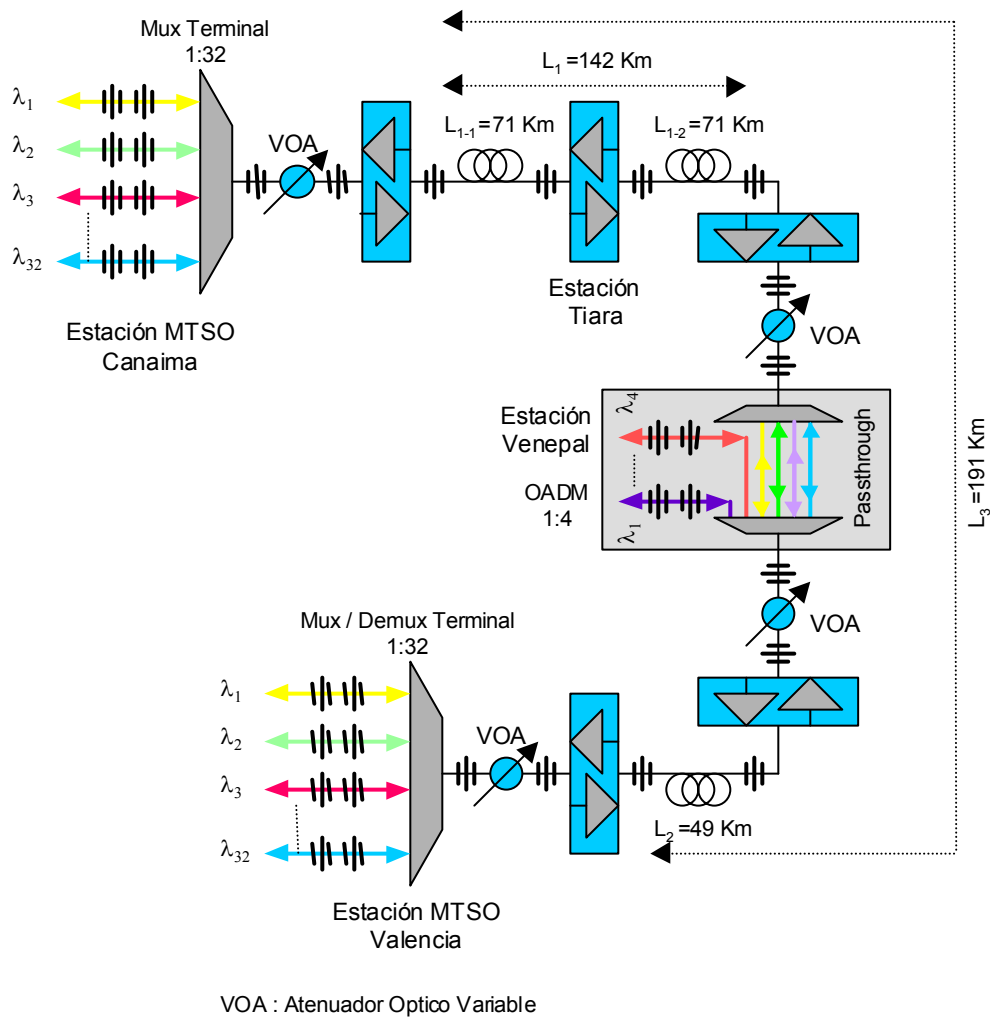 Mux Terminal
1:32
λ1
λ2
λ3
λ32
VOA
L1 =142 Km
L1-1=71 Km
L1-2=71 Km
Estación MTSO
Canaima
Estación
Tiara
VOA
Estación
Venepal
OADM
1:4
λ4
λ1
Passthrough
L3 =191 Km
VOA
Mux / Demux Terminal
1:32
λ1
λ2
λ3
λ32
VOA
L2 =49 Km
Estación MTSO
Valencia
VOA : Atenuador Optico Variable